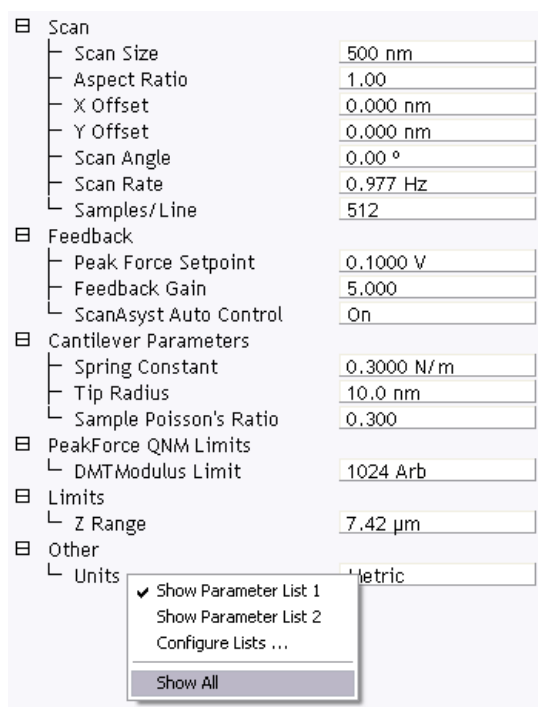 Scan
Scan Size 500 nm
Aspect Ratio 1.00
X Offset 0.000 nm
Y Offset 0.000 nm
Scan Angle 0.00 º
Scan Rate 0.977 Hz
Samples/Line 512
Feedback
Peak Force Setpoint 0.1000 V
Feedback Gain 5.000
ScanAsyst Auto Control On
Cantilever Parameters
Spring Constant 0.3000 N/m
Tip Radius 10.0 nm
Sample Poisson's Ratio 0.300
PeakForce QNM Limits
DMTModulus Limit 1024 Arb
Limits
Z Range 7.42 µm
Other
Units Metric
Show Parameter List 1
Show Parameter List 2
Configure Lists ...
Show All